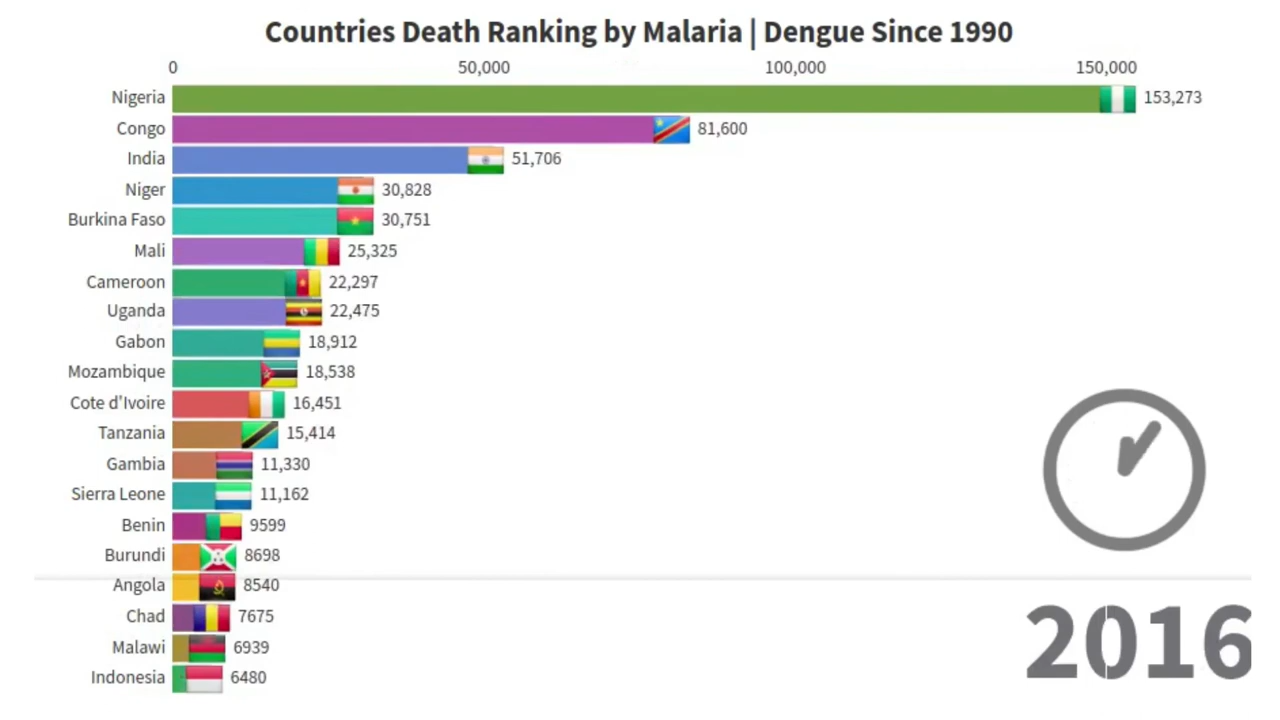 Countries Death Ranking by Malaria | Dengue Since 1990
0 50,000 100,000 150,000
Nigeria 153,273
Congo 81,600
India 51,706
Niger 30,828
Burkina Faso 30,751
Mali 25,325
Cameroon 22,297
Uganda 22,475
Gabon 18,912
Mozambique 18,538
Cote d'Ivoire 16,451
Tanzania 15,414
Gambia 11,330
Sierra Leone 11,162
Benin 9599
Burundi 8698
Angola 8540
Chad 7675
Malawi 6939
Indonesia 6480
2016